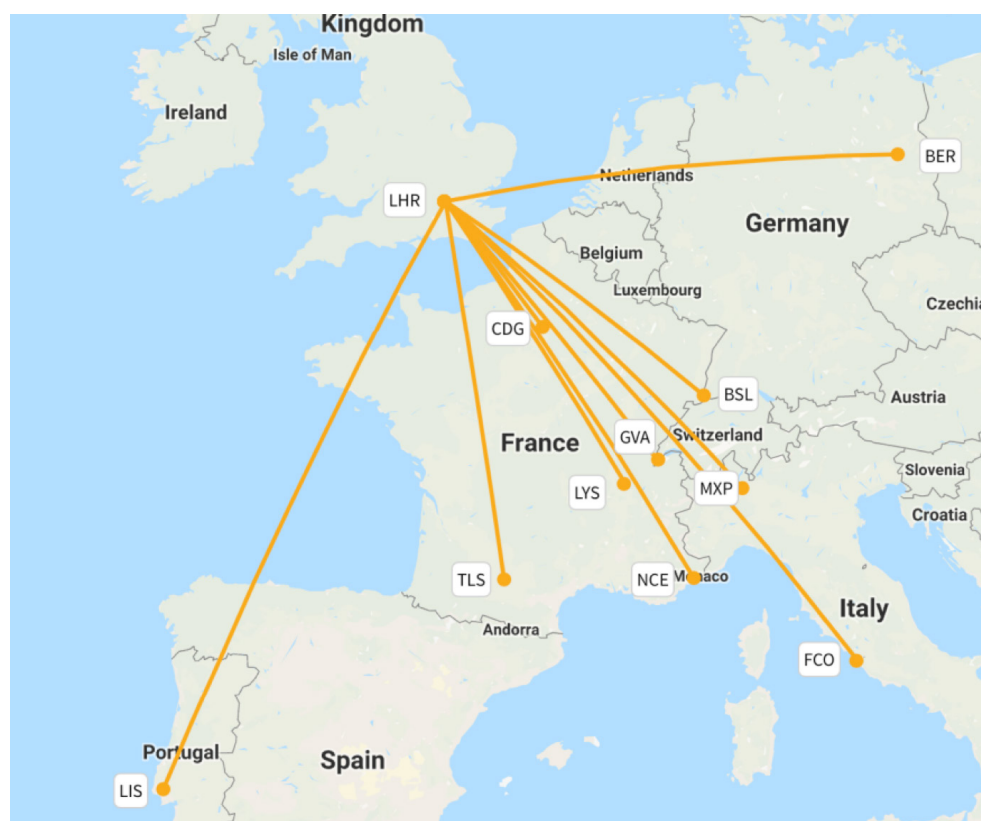 Kingdom
Isle of Man
Ireland
BER
Netherlands
LHR
Germany
Belgium
Luxembourg
Czechia
CDG
BSL
Austria
GVA
Switzerland
France
Slovenia
LYS
MXP
Croatia
TLS
NCE
Monaco
Italy
Andorra
FCO
Portugal
Spain
LIS